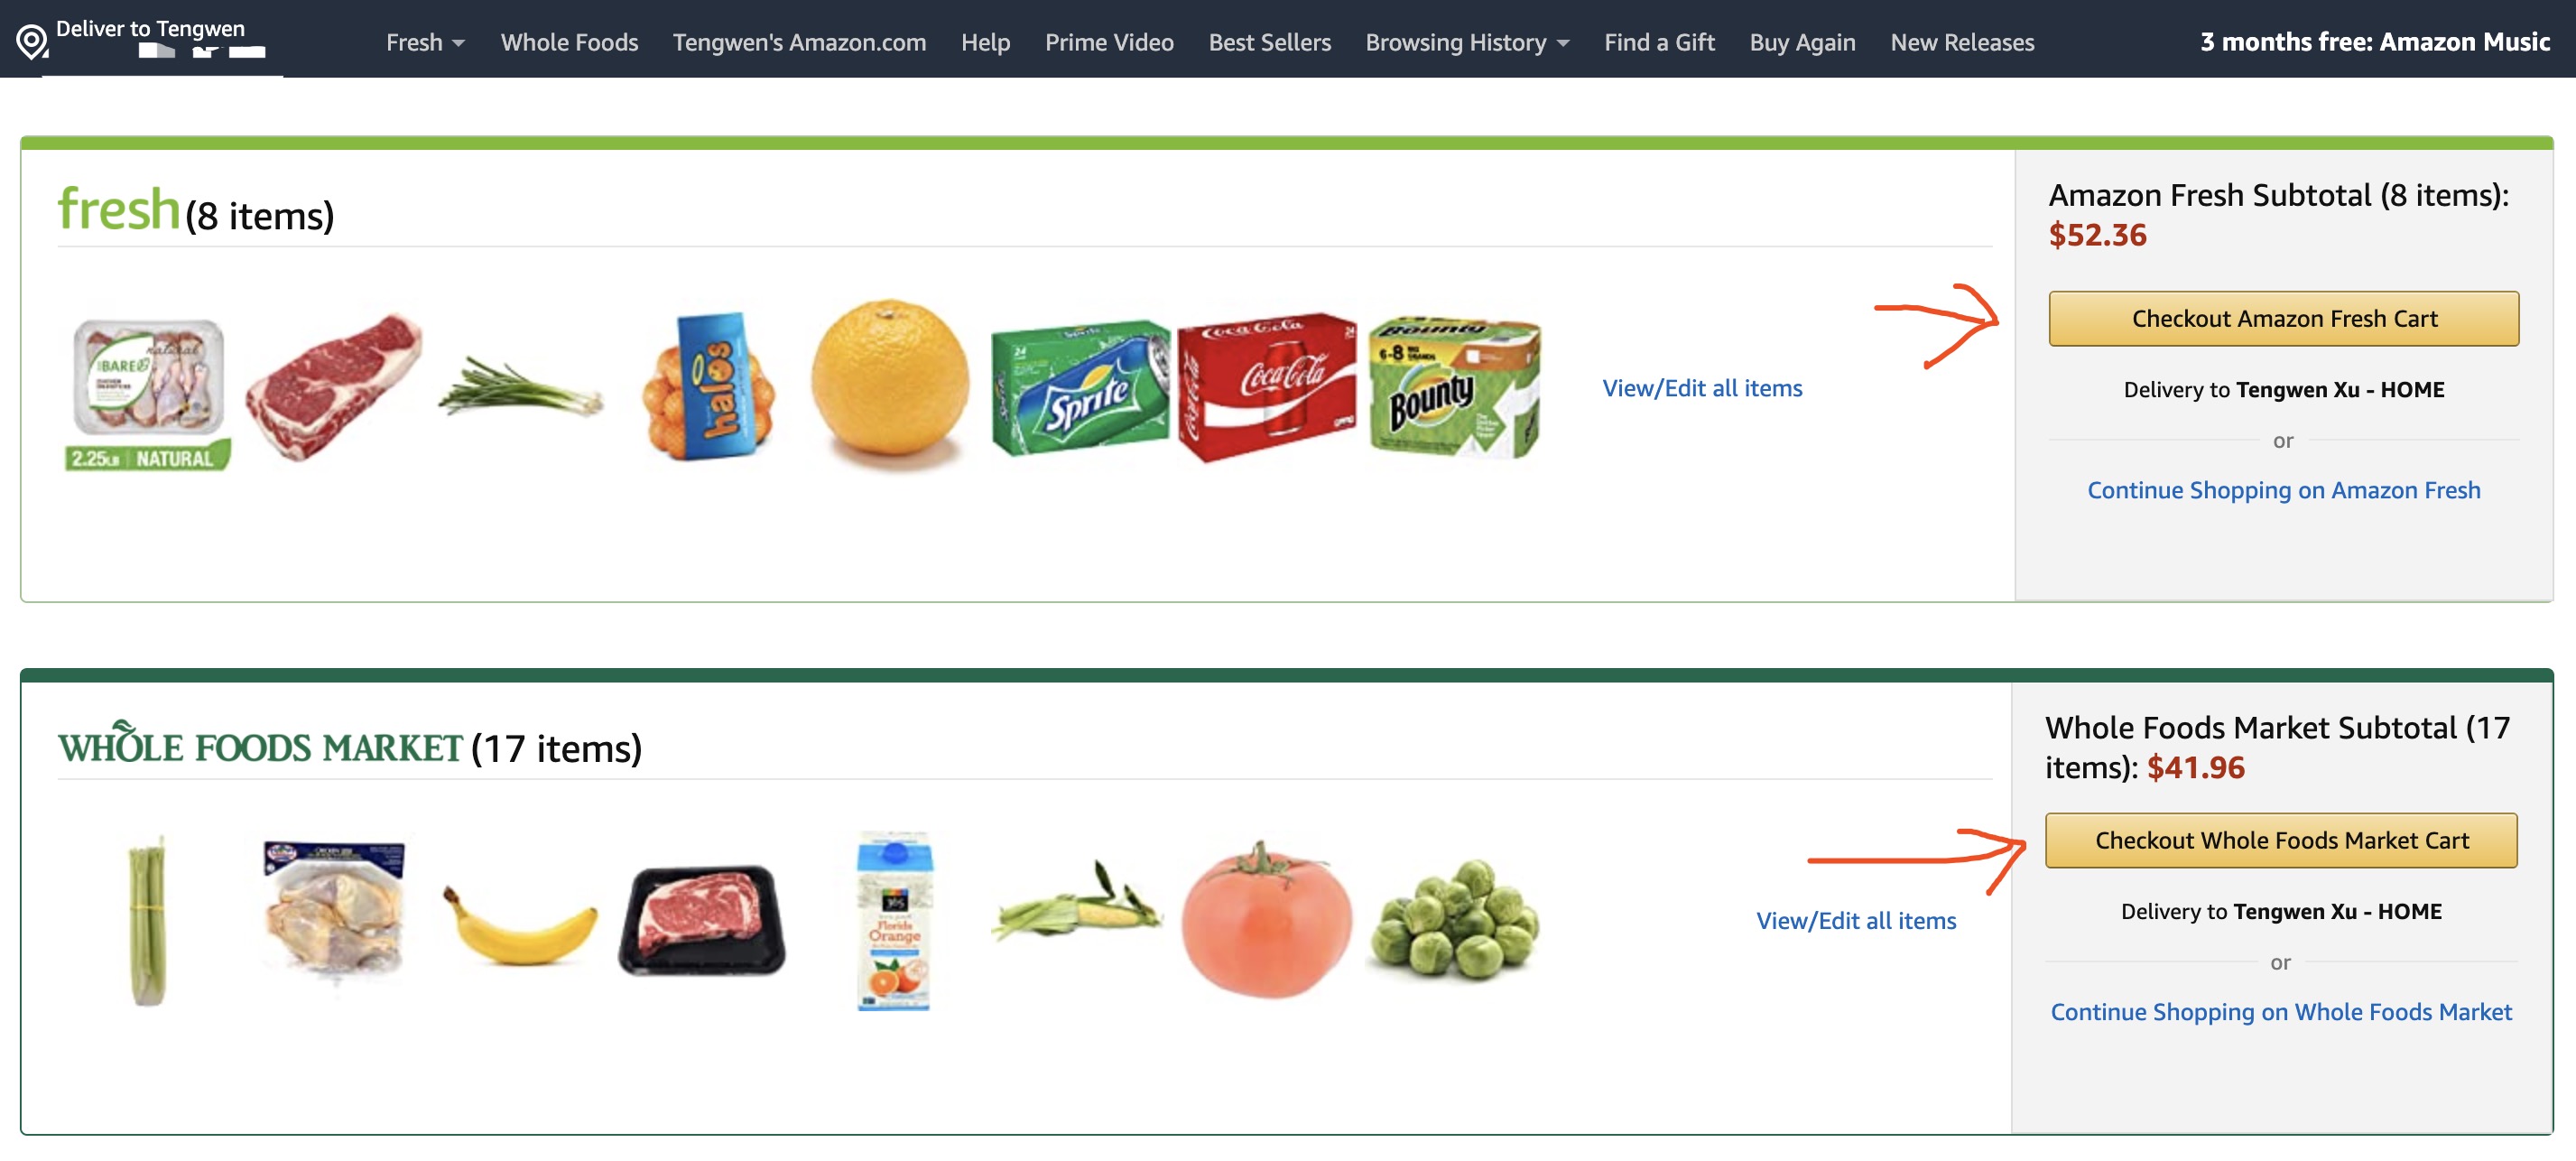 Deliver to Tengwen
Fresh
Whole Foods
Tengwen's Amazon.com
Help
Prime Video
Best Sellers
Browsing History
Find a Gift
Buy Again
New Releases
3 months free: Amazon Music
fresh (8 items)
BARE
natural
2.25LB NATURAL
halos
24
Sprite
Coca-Cola
24
Coca-Cola
Bounty
6=8
Bounty
View/Edit all items
Amazon Fresh Subtotal (8 items):
$52.36
Checkout Amazon Fresh Cart
Delivery to Tengwen Xu - HOME
or
Continue Shopping on Amazon Fresh
WHOLE FOODS MARKET (17 items)
365
Florida
Orange
View/Edit all items
Whole Foods Market Subtotal (17
items): $41.96
Checkout Whole Foods Market Cart
Delivery to Tengwen Xu - HOME
or
Continue Shopping on Whole Foods Market